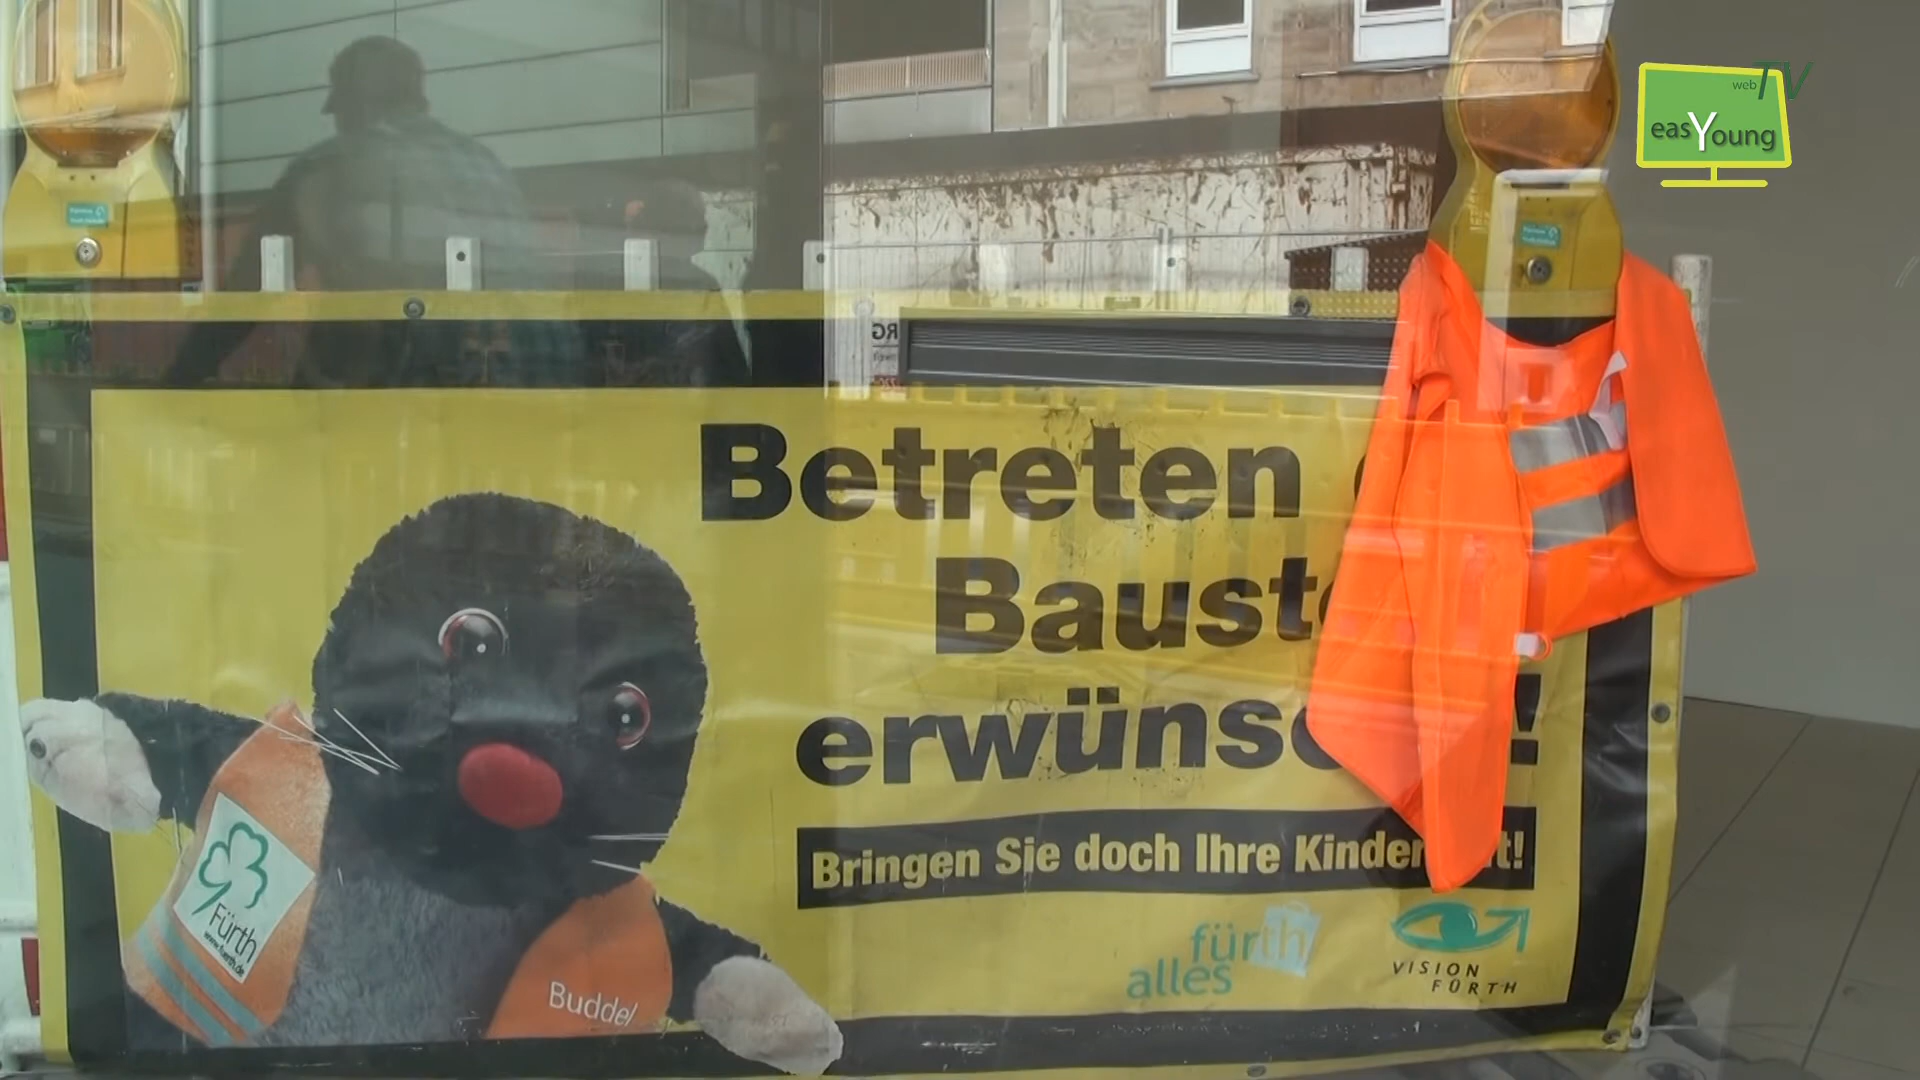 web TV
easYoung
Betreten
Baust
erwüns !
Bringen Sie doch Ihre Kinder t!
Fürth
www.fuerth.de
Buddel
alles
fürth
VISION
FÜRTH
RG